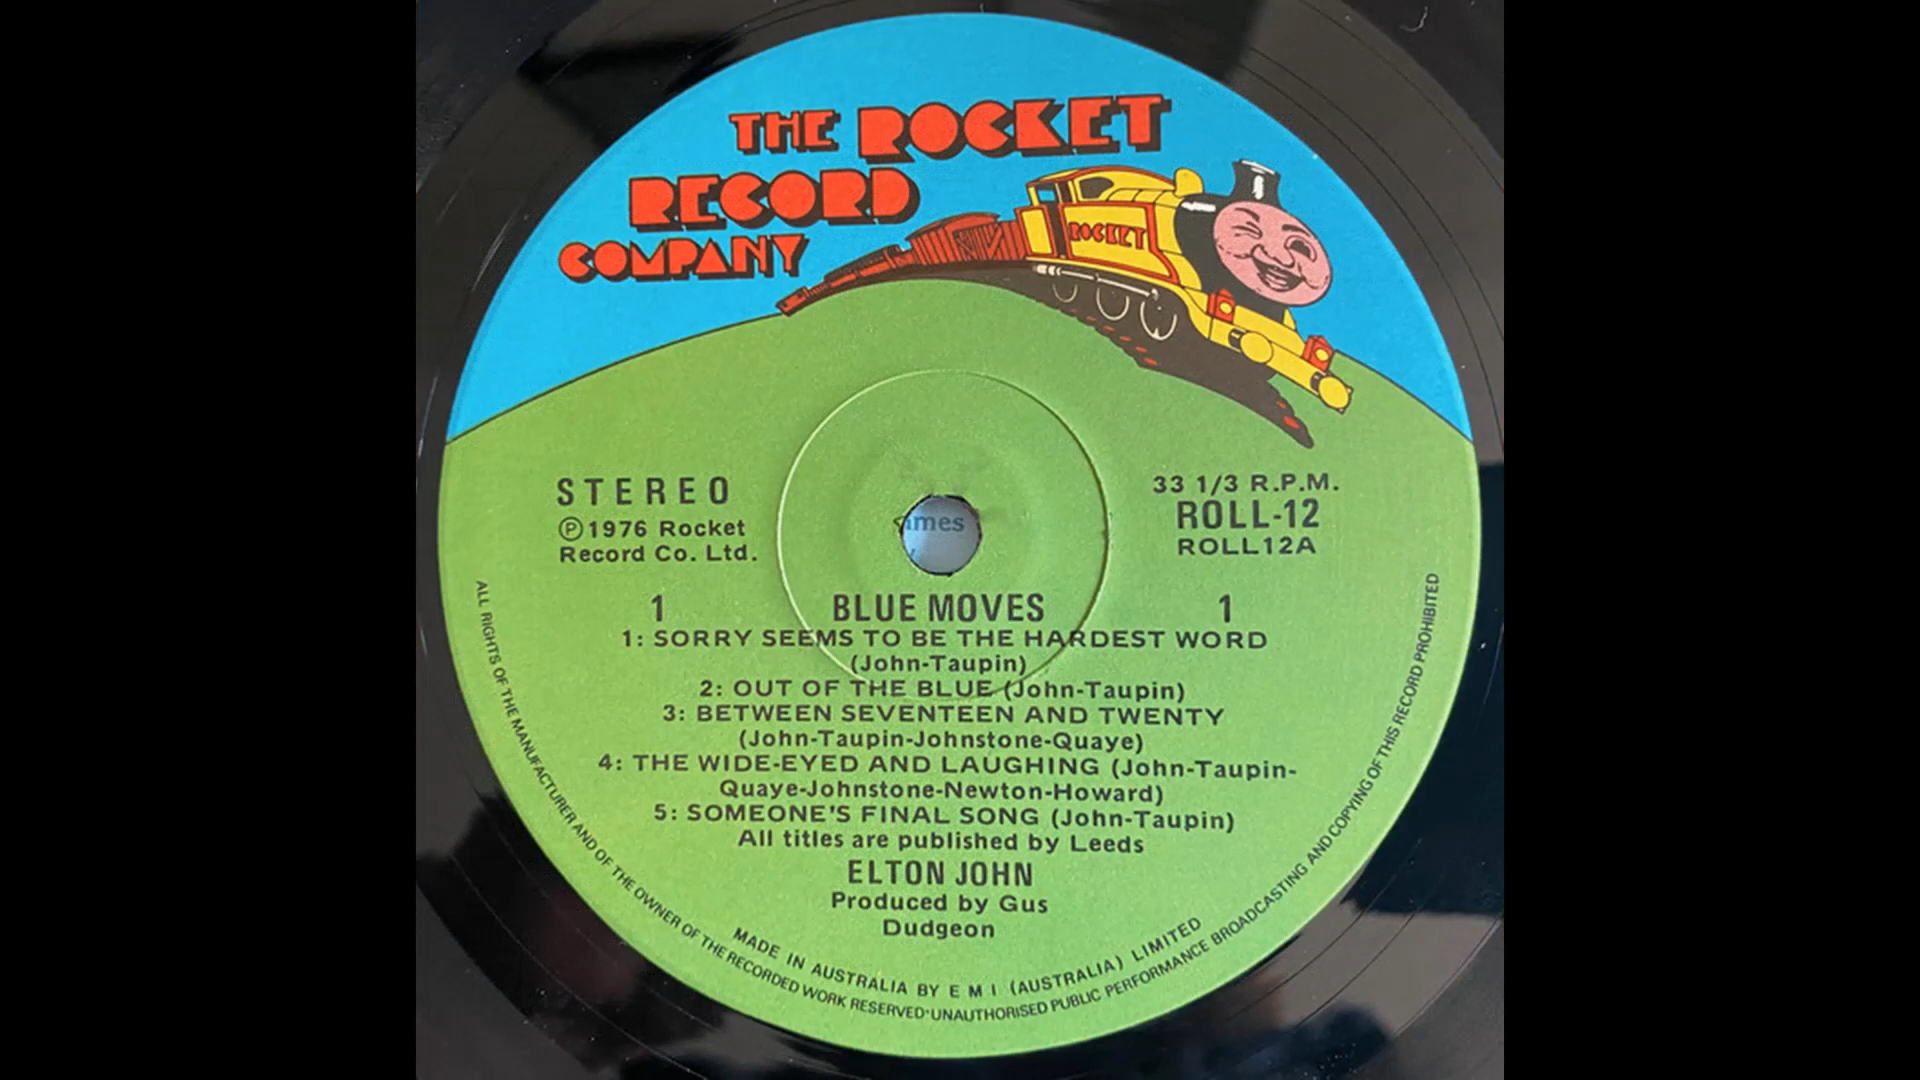 THE ROCKET
RECORD
COMPANY
ROCKET
STEREO
Ⓟ1976 Rocket
Record Co. Ltd.
33 1/3 R.P.M.
ROLL-12
ROLL12A
mes
1 BLUE MOVES 1
1: SORRY SEEMS TO BE THE HARDEST WORD
(John-Taupin)
2: OUT OF THE BLUE (John-Taupin)
3: BETWEEN SEVENTEEN AND TWENTY
(John-Taupin-Johnstone-Quaye)
4: THE WIDE-EYED AND LAUGHING (John-Taupin-
Quaye-Johnstone-Newton-Howard)
5: SOMEONE'S FINAL SONG (John-Taupin)
All titles are published by Leeds
ELTON JOHN
Produced by Gus
Dudgeon
MADE IN AUSTRALIA BY E M I (AUSTRALIA) LIMITED
ALL RIGHTS OF THE MANUFACTURER AND OF THE OWNER OF THE RECORDED WORK RESERVED·UNAUTHORISED PUBLIC PERFORMANCE BROADCASTING AND COPYING OF THIS RECORD PROHIBITED